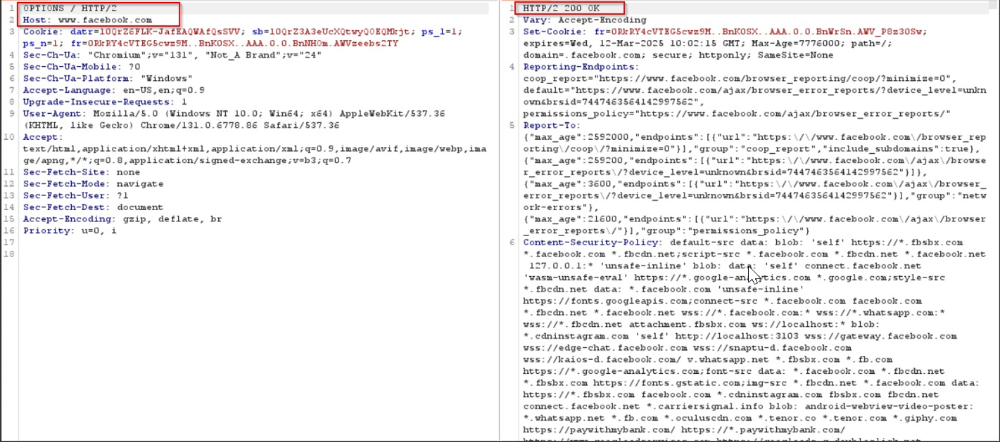 1 OPTIONS / HTTP/2
2 Host: www.facebook.com
3 Cookie: datr=lOQrZ6FLK-JafEAQWAfQsSVV; sb=lOQrZ3A3eUcXQtwyQOEQMkjt; ps_l=1;
ps_n=1; fr=0RkRY4cVTEG5cwz9M..BnKOSX..AAA.0.0.BnNHOm.AWVzeebs2TY
4 Sec-Ch-Ua: "Chromium";v="131", "Not_A Brand";v="24"
5 Sec-Ch-Ua-Mobile: ?0
6 Sec-Ch-Ua-Platform: "Windows"
7 Accept-Language: en-US,en;q=0.9
8 Upgrade-Insecure-Requests: 1
9 User-Agent: Mozilla/5.0 (Windows NT 10.0; Win64; x64) AppleWebKit/537.36
(KHTML, like Gecko) Chrome/131.0.6778.86 Safari/537.36
10 Accept:
text/html,application/xhtml+xml,application/xml;q=0.9,image/avif,image/webp,ima
ge/apng,*/*;q=0.8,application/signed-exchange;v=b3;q=0.7
11 Sec-Fetch-Site: none
12 Sec-Fetch-Mode: navigate
13 Sec-Fetch-User: ?1
14 Sec-Fetch-Dest: document
15 Accept-Encoding: gzip, deflate, br
16 Priority: u=0, i
17
18
1 HTTP/2 200 OK
2 Vary: Accept-Encoding
3 Set-Cookie: fr=0RkRY4cVTEG5cwz9M..BnKOSX..AAA.0.0.BnWrSn.AWV_P8z3OSw;
expires=Wed, 12-Mar-2025 10:02:15 GMT; Max-Age=7776000; path=/;
domain=.facebook.com; secure; httponly; SameSite=None
4 Reporting-Endpoints:
coop_report="https://www.facebook.com/browser_reporting/coop/?minimize=0",
default="https://www.facebook.com/ajax/browser_error_reports/?device_level=unkn
own&brsid=7447463564142997562",
permissions_policy="https://www.facebook.com/ajax/browser_error_reports/"
5 Report-To:
{"max_age":2592000,"endpoints":[{"url":"https:\/\/www.facebook.com\/browser_rep
orting\/coop\/?minimize=0"}],"group":"coop_report","include_subdomains":true},
{"max_age":259200,"endpoints":[{"url":"https:\/\/www.facebook.com\/ajax\/browse
r_error_reports\/?device_level=unknown&brsid=7447463564142997562"}]},
{"max_age":3600,"endpoints":[{"url":"https:\/\/www.facebook.com\/ajax\/browser_
error_reports\/?device_level=unknown&brsid=7447463564142997562"}],"group":"netw
ork-errors"},
{"max_age":21600,"endpoints":[{"url":"https:\/\/www.facebook.com\/ajax\/browser
_error_reports\/"}],"group":"permissions_policy"}
6 Content-Security-Policy: default-src data: blob: 'self' https://*.fbsbx.com
*.facebook.com *.fbcdn.net;script-src *.facebook.com *.fbcdn.net *.facebook.net
127.0.0.1:* 'unsafe-inline' blob: data: 'self' connect.facebook.net
'wasm-unsafe-eval' https://*.google-analytics.com *.google.com;style-src
*.fbcdn.net data: *.facebook.com 'unsafe-inline'
https://fonts.googleapis.com;connect-src *.facebook.com facebook.com
*.fbcdn.net *.facebook.net wss://*.facebook.com:* wss://*.whatsapp.com:*
wss://*.fbcdn.net attachment.fbsbx.com ws://localhost:* blob:
*.cdninstagram.com 'self' http://localhost:3103 wss://gateway.facebook.com
wss://edge-chat.facebook.com wss://snaptu-d.facebook.com
wss://kaios-d.facebook.com/ v.whatsapp.net *.fbsbx.com *.fb.com
https://*.google-analytics.com;font-src data: *.facebook.com *.fbcdn.net
*.fbsbx.com https://fonts.gstatic.com;img-src *.fbcdn.net *.facebook.com data:
https://*.fbsbx.com facebook.com *.cdninstagram.com fbsbx.com fbcdn.net
connect.facebook.net *.carriersignal.info blob: android-webview-video-poster:
*.whatsapp.net *.fb.com *.oculuscdn.com *.tenor.co *.tenor.com *.giphy.com
https://paywithmybank.com/ https://*.paywithmybank.com/